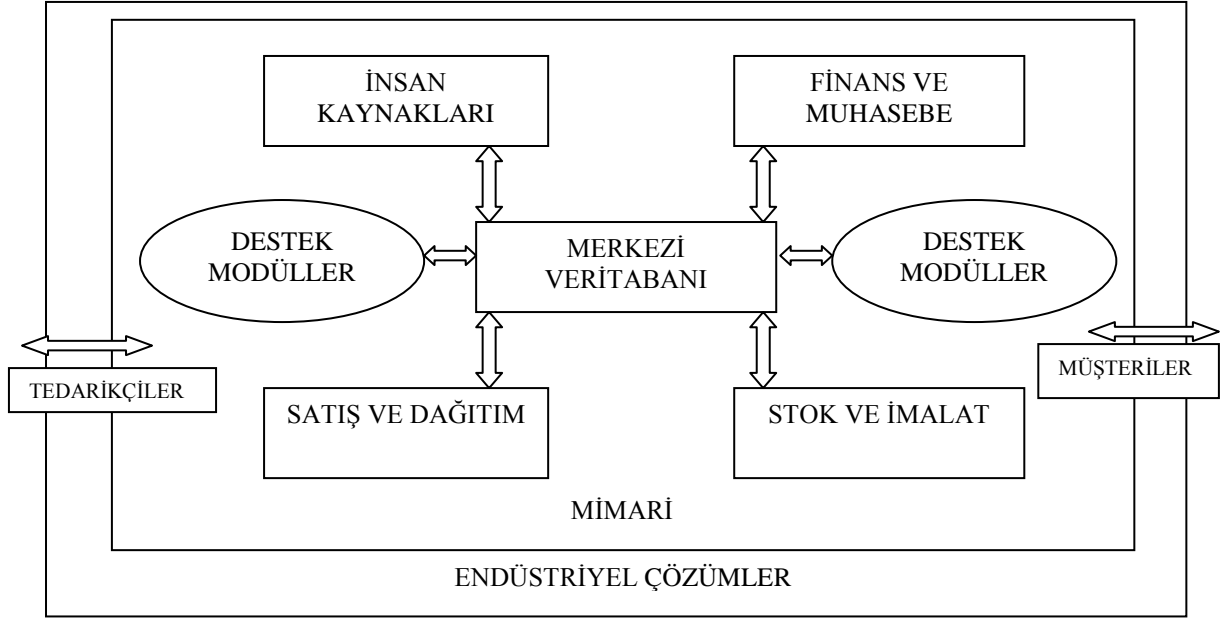 İNSAN
KAYNAKLARI
FİNANS VE
MUHASEBE
DESTEK
MODÜLLER
MERKEZİ
VERİTABANI
DESTEK
MODÜLLER
TEDARİKÇİLER
MÜŞTERİLER
SATIŞ VE DAĞITIM
STOK VE İMALAT
MİMARİ
ENDÜSTRİYEL ÇÖZÜMLER